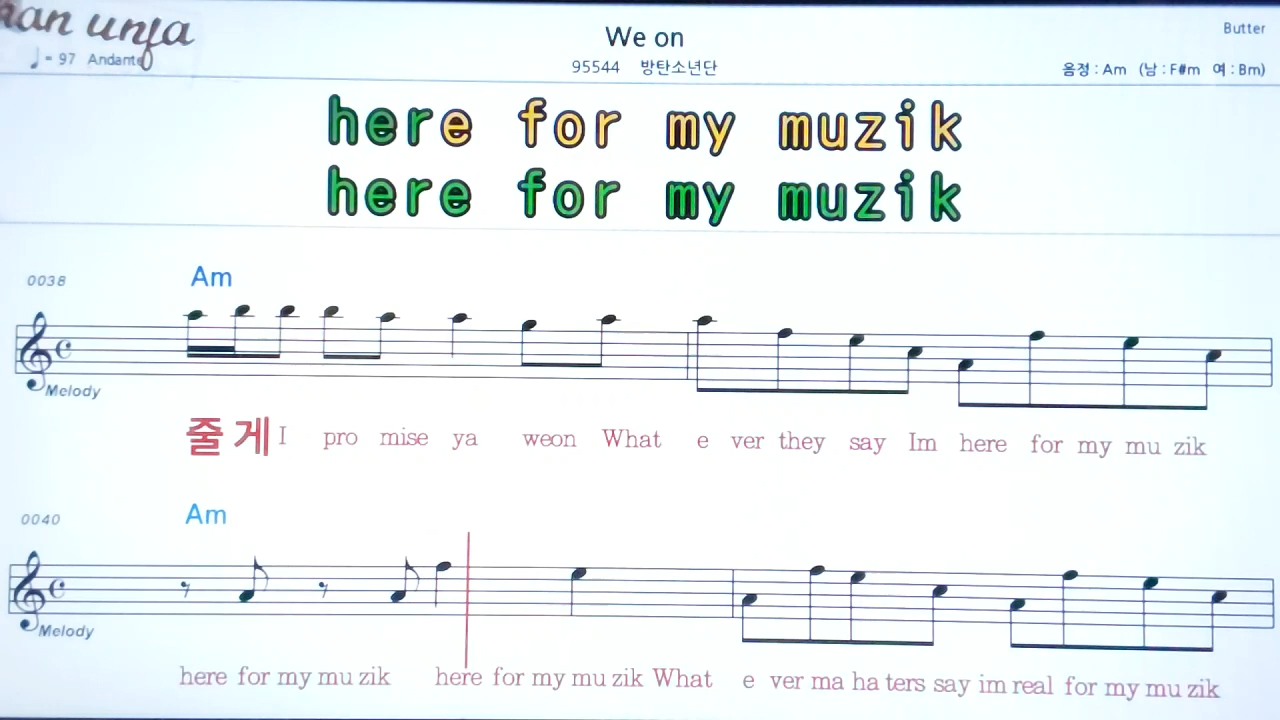 an unja
♩= 97 Andante
We on
95544 방탄소년단
Butter
음정 : Am (남 : F#m 여 : Bm)
here for my muzik
here for my muzik
0038
Am
Melody
줄 게 I pro mise ya weon What e ver they say Im here for my mu zik
0040
Am
Melody
here for my mu zik here for my mu zik What e ver ma ha ters say im real for my mu zik